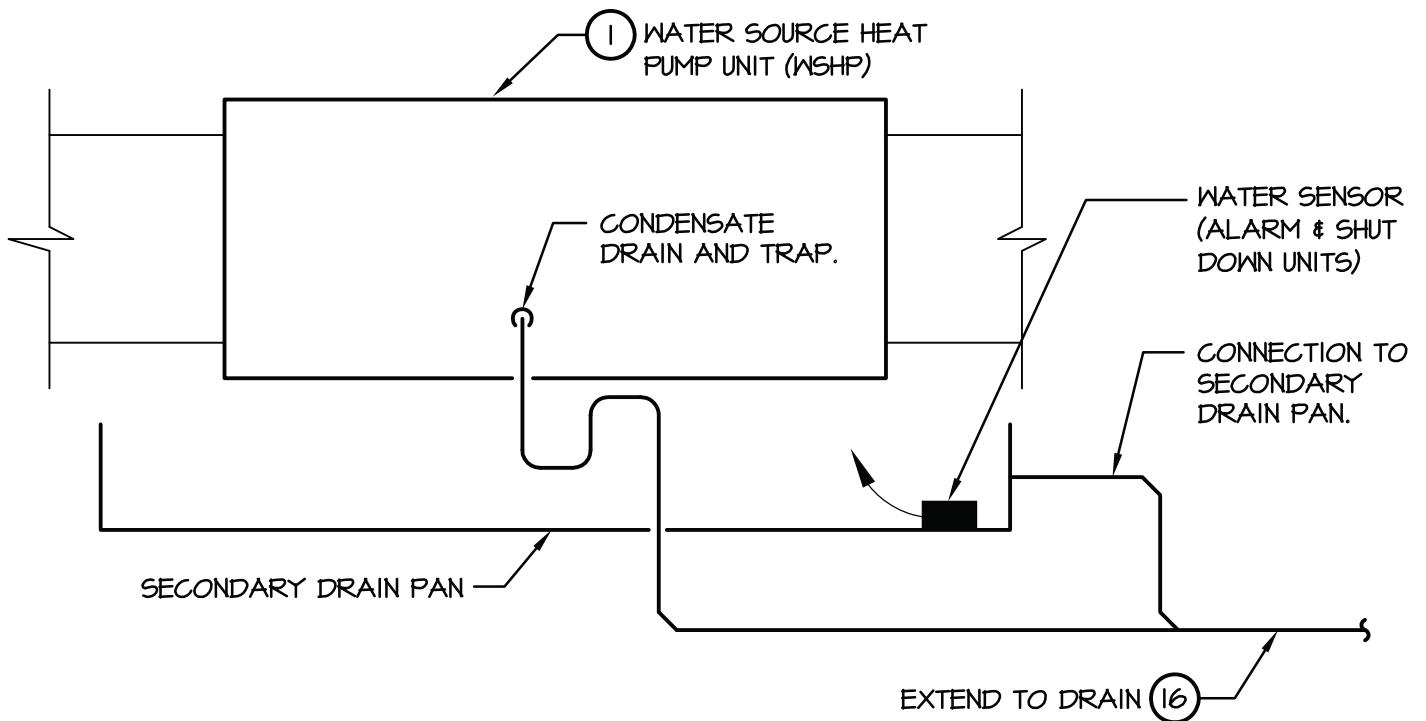 1 WATER SOURCE HEAT
PUMP UNIT (WSHP)
CONDENSATE
DRAIN AND TRAP.
WATER SENSOR
(ALARM & SHUT
DOWN UNITS)
CONNECTION TO
SECONDARY
DRAIN PAN.
SECONDARY DRAIN PAN
EXTEND TO DRAIN 16